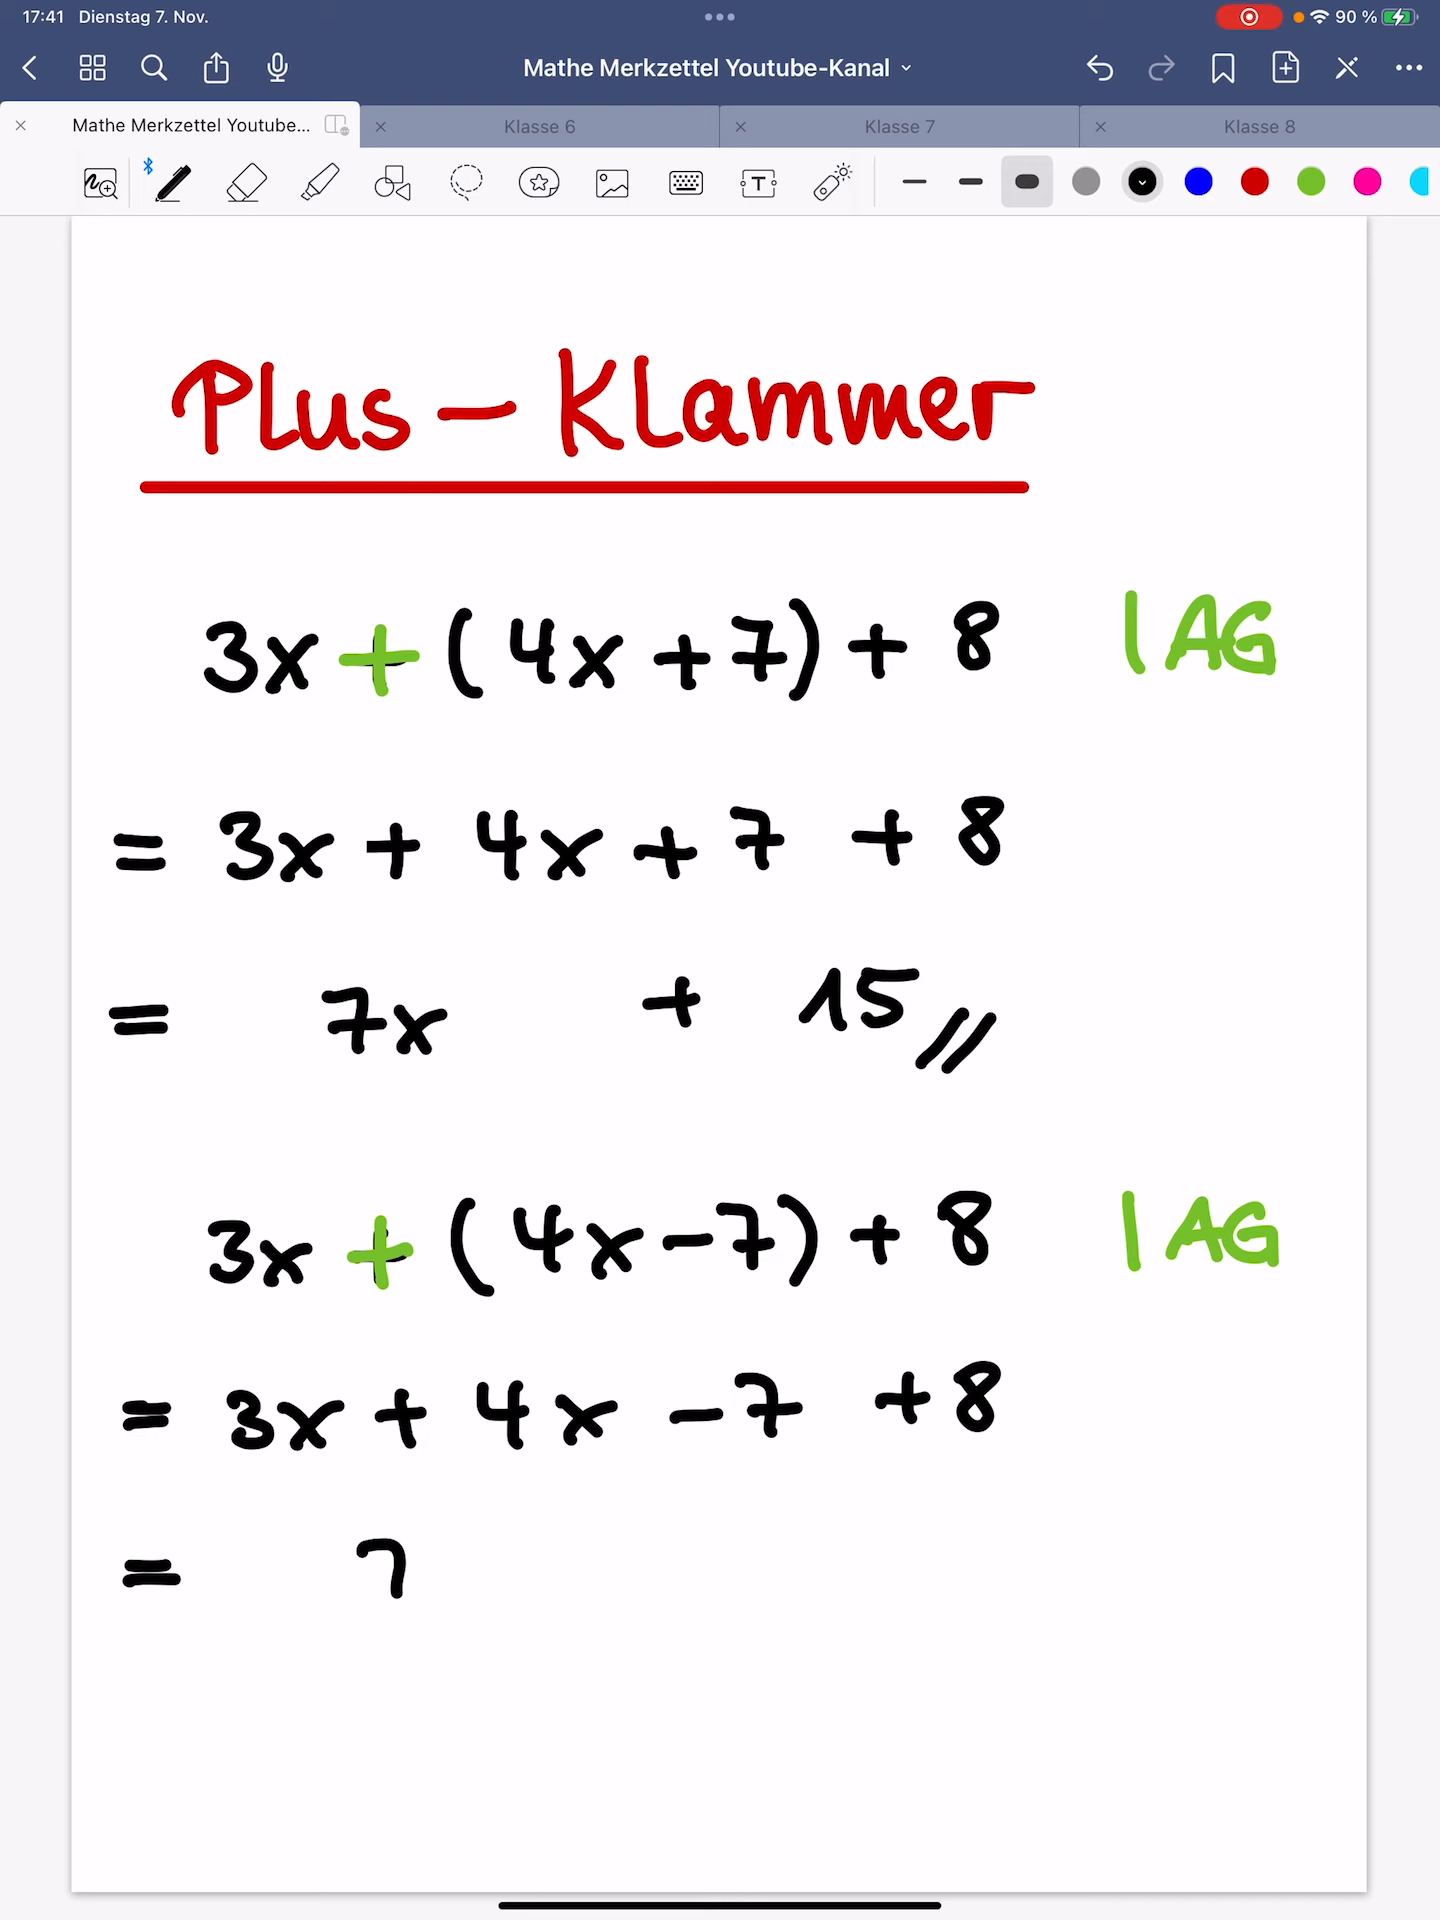 17:41 Dienstag 7. Nov. 90 %
Mathe Merkzettel Youtube-Kanal
Mathe Merkzettel Youtube... Klasse 6 Klasse 7 Klasse 8
T
Plus - Klammer
3x + (4x + 7) + 8 | AG
= 3x + 4x + 7 + 8
= 7x + 15 //
3x + (4x - 7) + 8 | AG
= 3x + 4x - 7 + 8
= 7